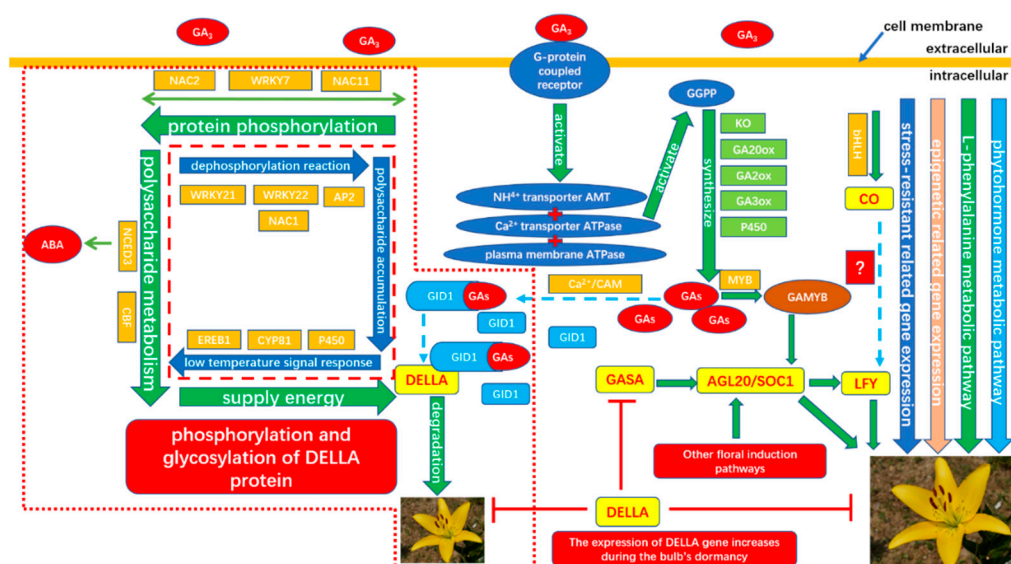 GA3
GA3
GA3
GA3
cell membrane
extracellular
intracellular
NAC2
WRKY7
NAC11
protein phosphorylation
dephosphorylation reaction
WRKY21
WRKY22
AP2
NAC1
polysaccharide metabolism
polysaccharide accumulation
ABA
NCED3
CBF
EREB1
CYP81
P450
low temperature signal response
supply energy
phosphorylation and
glycosylation of DELLA
protein
G-protein
coupled
receptor
activate
NH⁴⁺ transporter AMT
Ca²⁺ transporter ATPase
plasma membrane ATPase
activate
GGPP
synthesize
KO
GA20ox
GA2ox
GA3ox
P450
Ca²⁺/CAM
GAs
GAs
GAs
MYB
GAMYB
GID1
GAs
GID1
GID1
GAs
GID1
GID1
DELLA
degradation
GASA
AGL20/SOC1
LFY
Other floral induction
pathways
DELLA
The expression of DELLA gene increases
during the bulb's dormancy
bHLH
CO
?
stress-resistant related gene expression
epigenetic related gene expression
L-phenylalanine metabolic pathway
phytohormone metabolic pathway